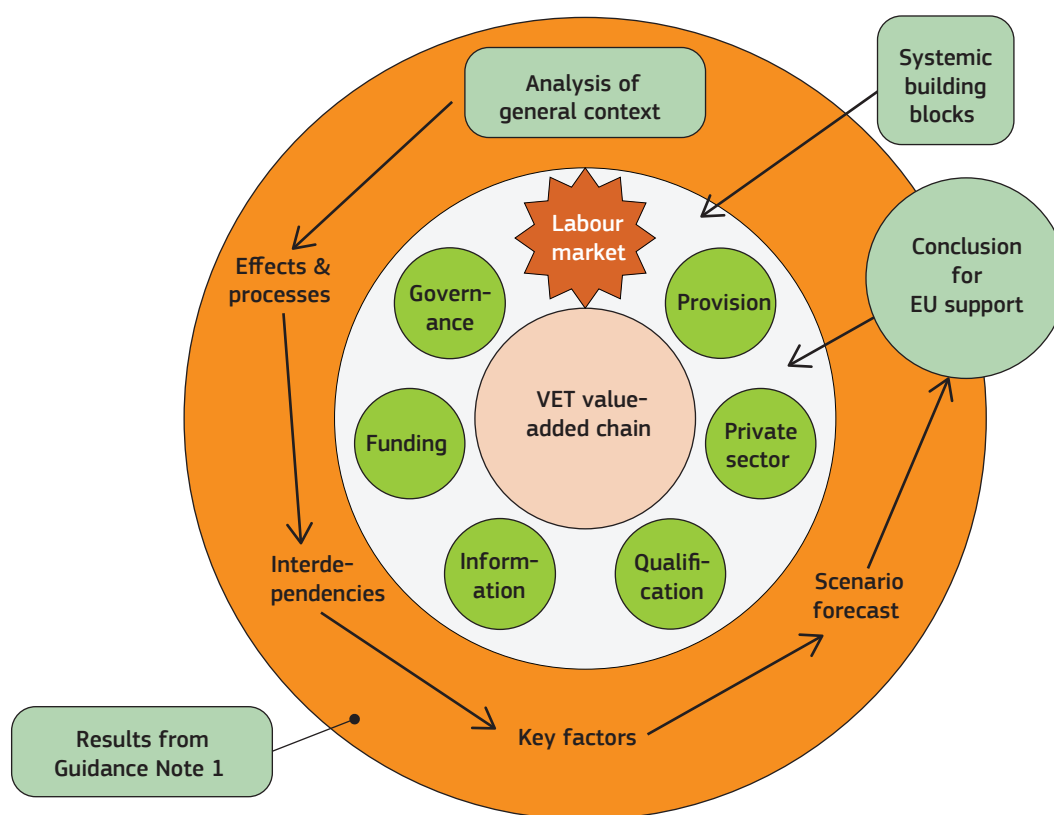 Analysis of
general context
Systemic
building
blocks
Labour
market
Conclusion
for
EU support
Effects &
processes
Govern-
ance
Provision
VET value-
added chain
Funding
Private
sector
Interde-
pendencies
Inform-
ation
Qualifi-
cation
Scenario
forecast
Key factors
Results from
Guidance Note 1